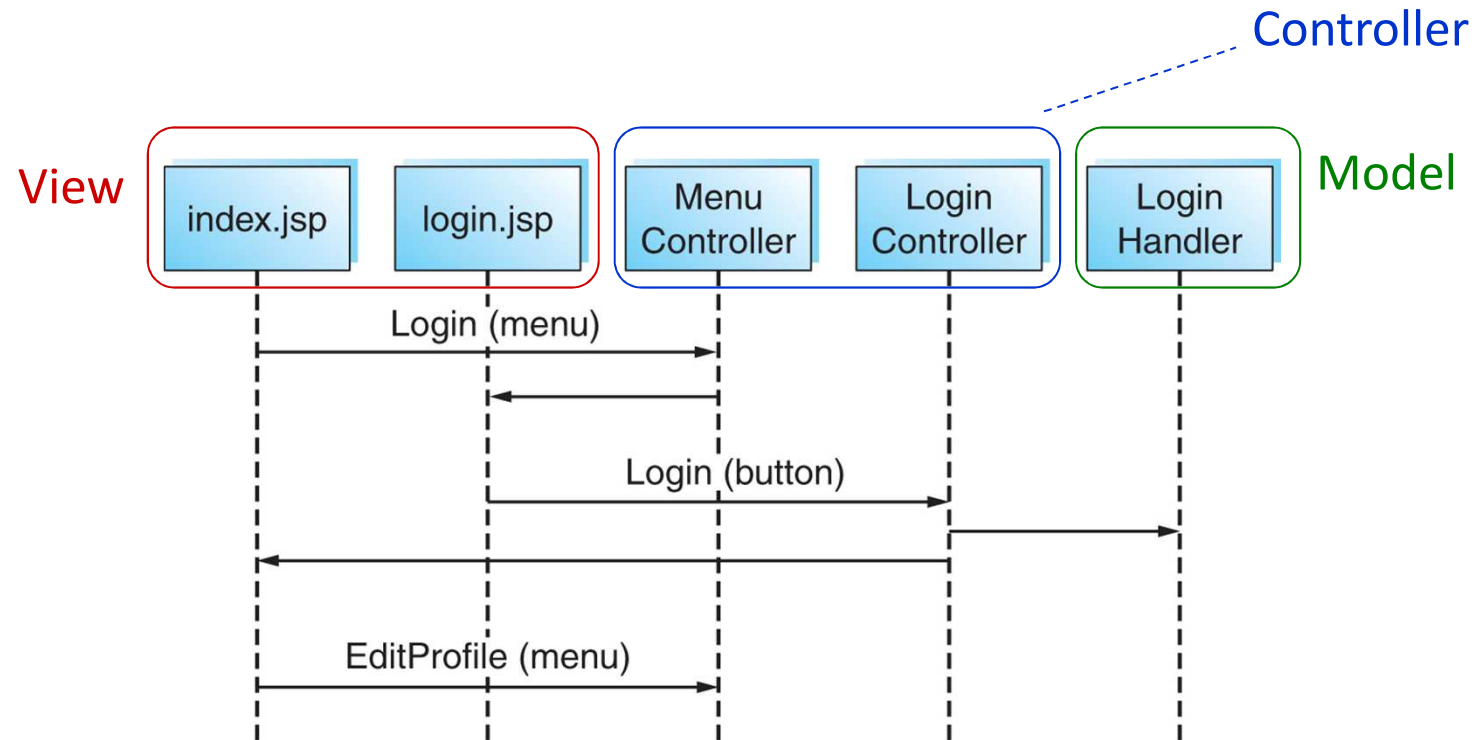 Controller
View
index.jsp
login.jsp
Menu
Controller
Login
Controller
Login
Handler
Model
Login (menu)
Login (button)
EditProfile (menu)